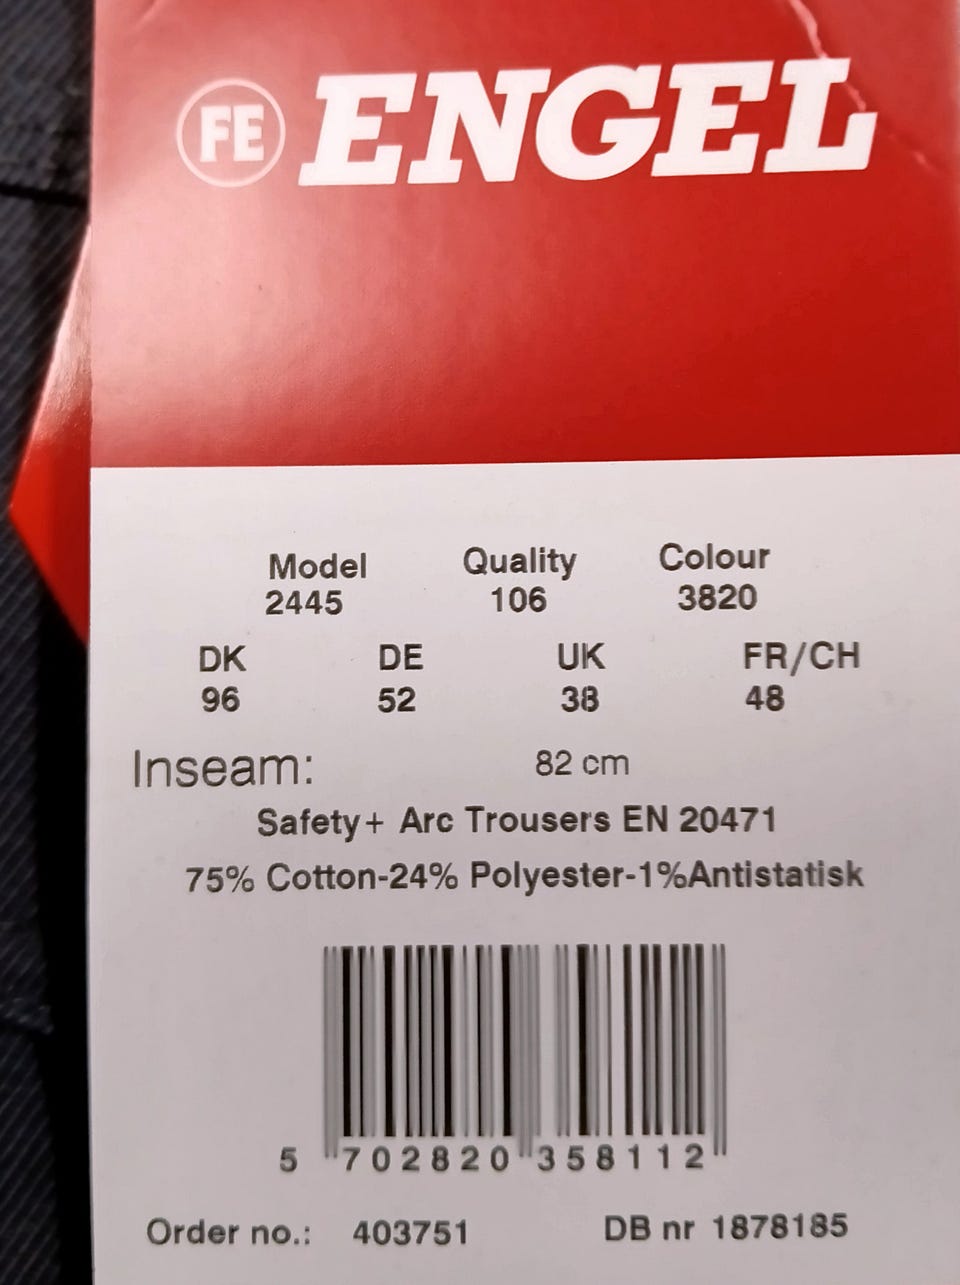 FE ENGEL
Model Quality Colour
2445 106 3820
DK DE UK FR/CH
96 52 38 48
Inseam: 82 cm
Safety+ Arc Trousers EN 20471
75% Cotton-24% Polyester-1%Antistatisk
5 702820 358112
Order no.: 403751 DB nr 1878185